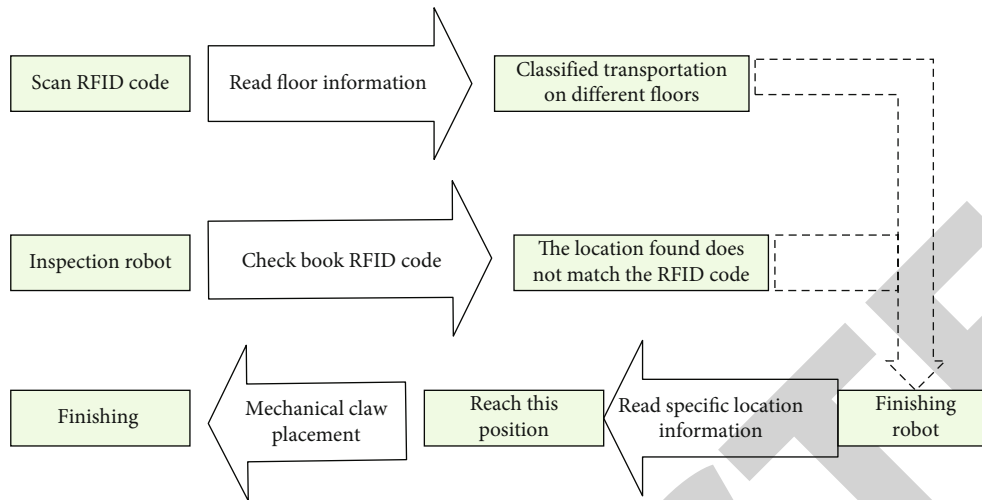 Scan RFID code
Read floor information
Classified transportation
on different floors
Inspection robot
Check book RFID code
The location found does
not match the RFID code
Finishing
Mechanical claw
placement
Reach this
position
Read specific location
information
Finishing
robot